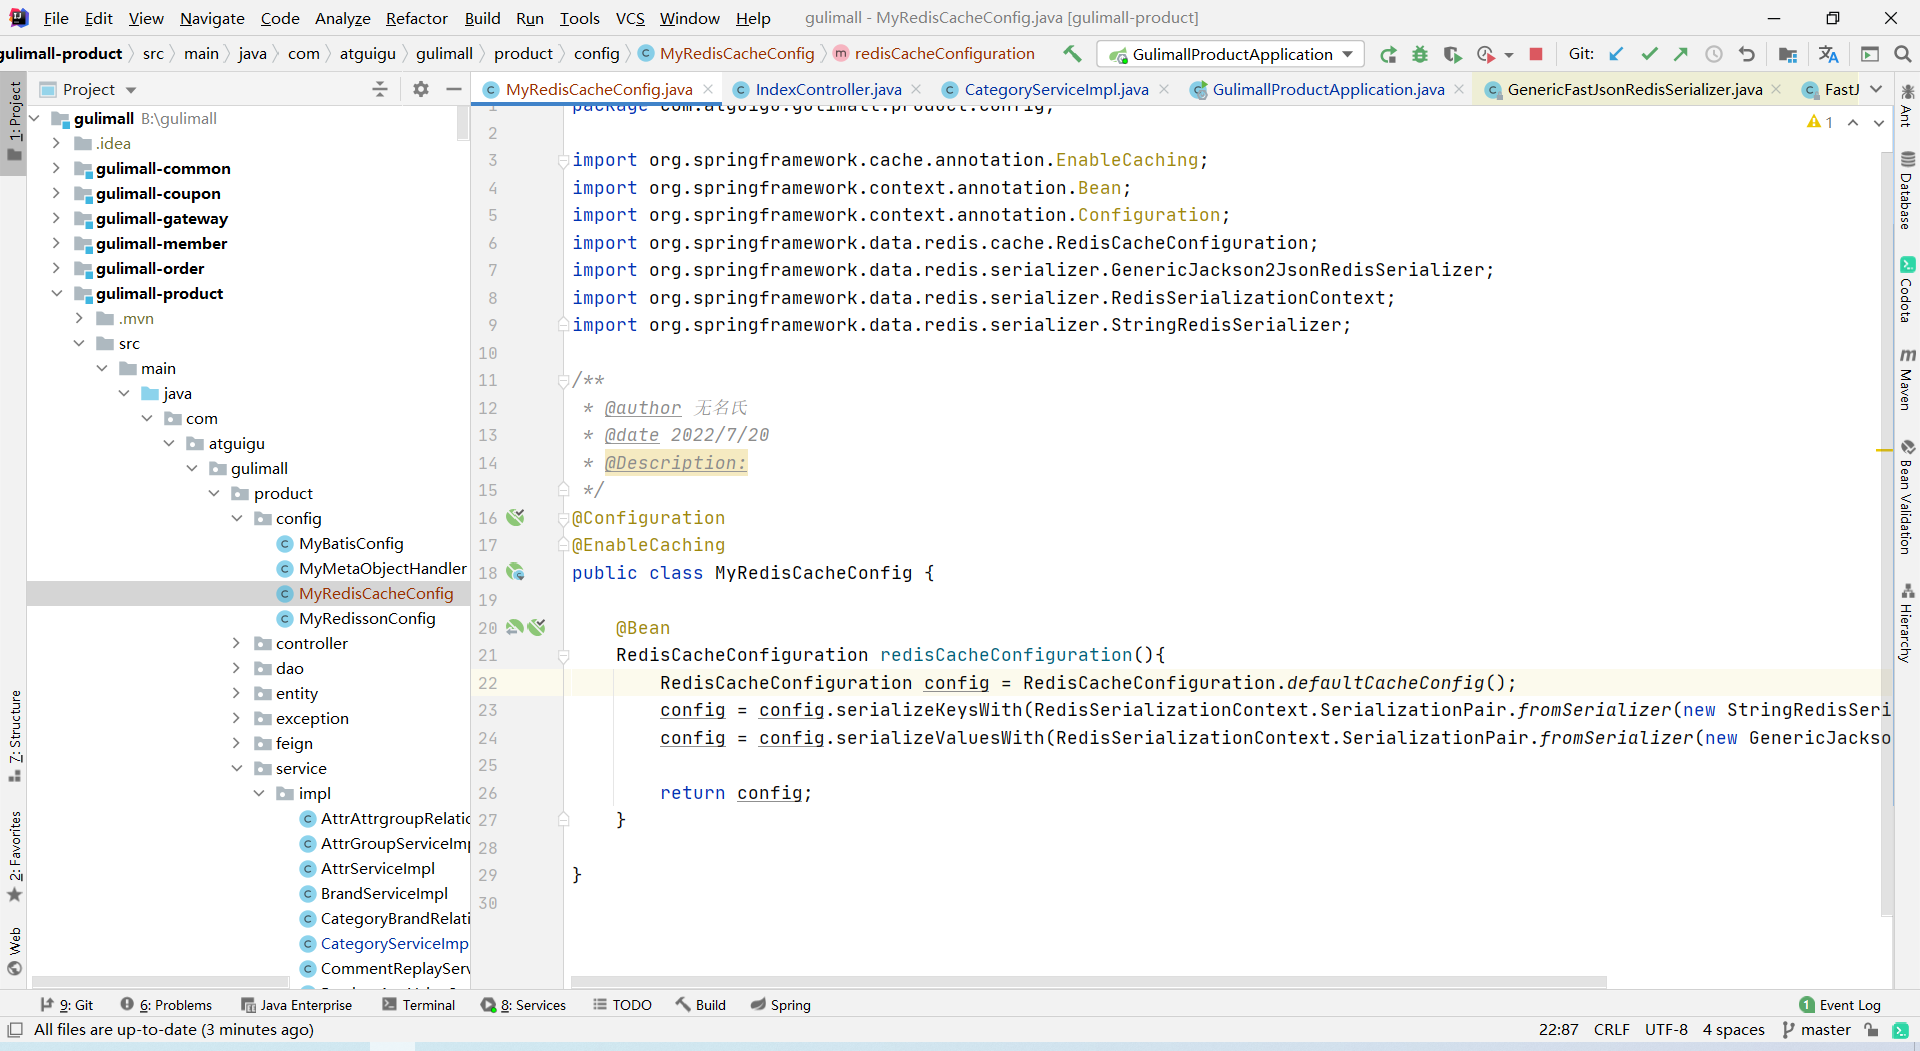 File Edit View Navigate Code Analyze Refactor Build Run Tools VCS Window Help gulimall - MyRedisCacheConfig.java [gulimall-product]
gulimall-product src main java com atguigu gulimall product config MyRedisCacheConfig redisCacheConfiguration GulimallProductApplication Git:
Project MyRedisCacheConfig.java IndexController.java CategoryServiceImpl.java GulimallProductApplication.java GenericFastJsonRedisSerializer.java FastJ
1: Project
7: Structure
2: Favorites
Web
gulimall B:\gulimall
.idea
gulimall-common
gulimall-coupon
gulimall-gateway
gulimall-member
gulimall-order
gulimall-product
.mvn
src
main
java
com
atguigu
gulimall
product
config
MyBatisConfig
MyMetaObjectHandler
MyRedisCacheConfig
MyRedissonConfig
controller
dao
entity
exception
feign
service
impl
AttrAttrgroupRelatio
AttrGroupServiceImp
AttrServiceImpl
BrandServiceImpl
CategoryBrandRelati
CategoryServiceImp
CommentReplayServ
1 package com.atguigu.gulimall.product.config;
2
3 import org.springframework.cache.annotation.EnableCaching;
4 import org.springframework.context.annotation.Bean;
5 import org.springframework.context.annotation.Configuration;
6 import org.springframework.data.redis.cache.RedisCacheConfiguration;
7 import org.springframework.data.redis.serializer.GenericJackson2JsonRedisSerializer;
8 import org.springframework.data.redis.serializer.RedisSerializationContext;
9 import org.springframework.data.redis.serializer.StringRedisSerializer;
10
11 /**
12 * @author 无名氏
13 * @date 2022/7/20
14 * @Description:
15 */
16 @Configuration
17 @EnableCaching
18 public class MyRedisCacheConfig {
19
20 @Bean
21 RedisCacheConfiguration redisCacheConfiguration(){
22 RedisCacheConfiguration config = RedisCacheConfiguration.defaultCacheConfig();
23 config = config.serializeKeysWith(RedisSerializationContext.SerializationPair.fromSerializer(new StringRedisSeri
24 config = config.serializeValuesWith(RedisSerializationContext.SerializationPair.fromSerializer(new GenericJackso
25
26 return config;
27 }
28
29 }
30
1
Ant
Database
Codota
Maven
Bean Validation
Hierarchy
9: Git 6: Problems Java Enterprise Terminal 8: Services TODO Build Spring 1 Event Log
All files are up-to-date (3 minutes ago) 22:87 CRLF UTF-8 4 spaces master